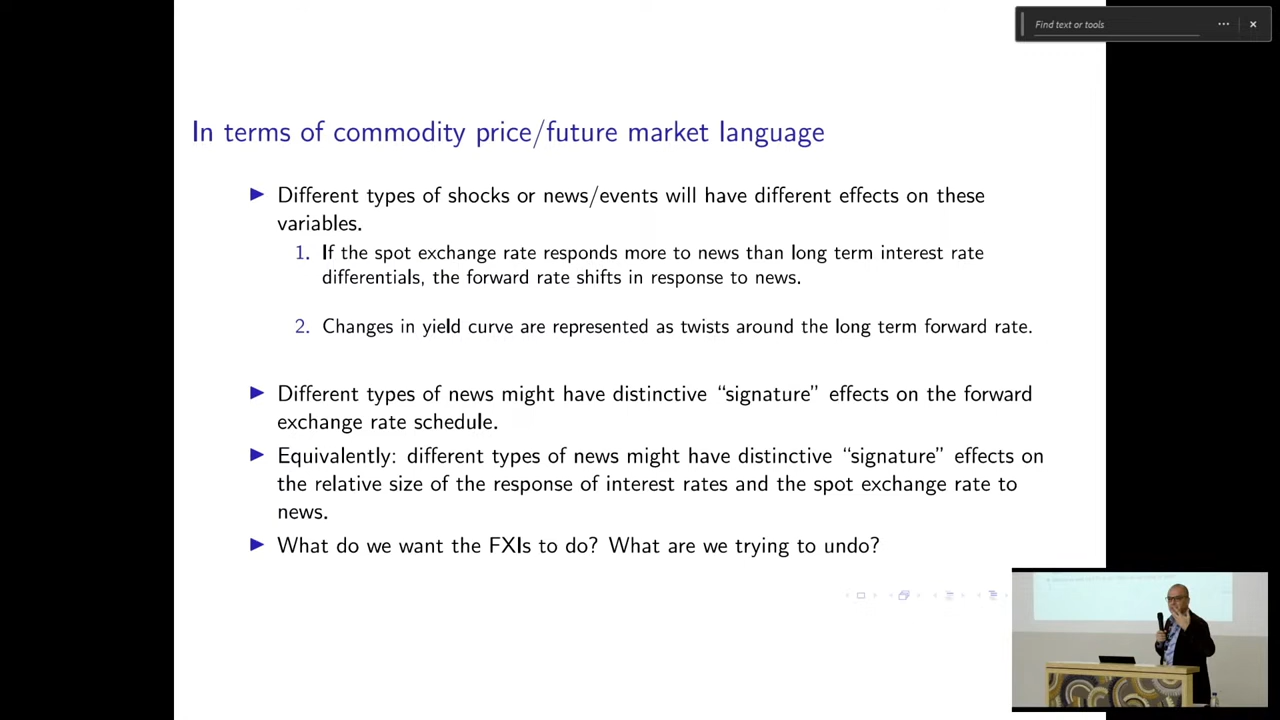 Find text or tools
In terms of commodity price/future market language
Different types of shocks or news/events will have different effects on these
variables.
1. If the spot exchange rate responds more to news than long term interest rate
differentials, the forward rate shifts in response to news.
2. Changes in yield curve are represented as twists around the long term forward rate.
Different types of news might have distinctive “signature” effects on the forward
exchange rate schedule.
Equivalently: different types of news might have distinctive “signature” effects on
the relative size of the response of interest rates and the spot exchange rate to
news.
What do we want the FXIs to do? What are we trying to undo?